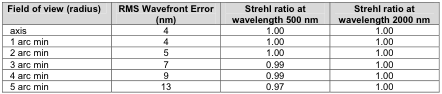 Field of view (radius) RMS Wavefront Error (nm) Strehl ratio at wavelength 500 nm Strehl ratio at wavelength 2000 nm
axis 4 1.00 1.00
1 arc min 4 1.00 1.00
2 arc min 5 1.00 1.00
3 arc min 7 0.99 1.00
4 arc min 9 0.99 1.00
5 arc min 13 0.97 1.00